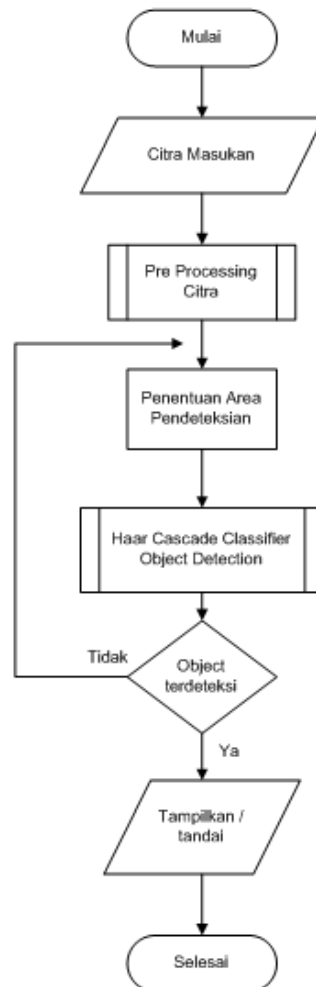 Mulai
Citra Masukan
Pre Processing
Citra
Penentuan Area
Pendeteksian
Haar Cascade Classifier
Object Detection
Tidak
Object
terdeteksi
Ya
Tampilkan /
tandai
Selesai